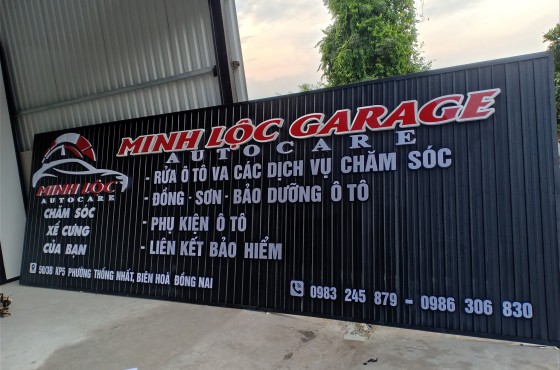 MINH LỘC GARAGE
AUTOCARE
MINH LỘC
AUTOCARE
CHĂM SÓC
XẾ CƯNG
CỦA BẠN
- RỬA Ô TÔ VA CÁC DỊCH VỤ CHĂM SÓC
- ĐỒNG - SƠN - BẢO DƯỠNG Ô TÔ
- PHỤ KIỆN Ô TÔ
- LIÊN KẾT BẢO HIỂM
560B KP5 PHƯỜNG THỐNG NHẤT, BIÊN HOÀ ĐỒNG NAI
0983 245 879 - 0986 306 830